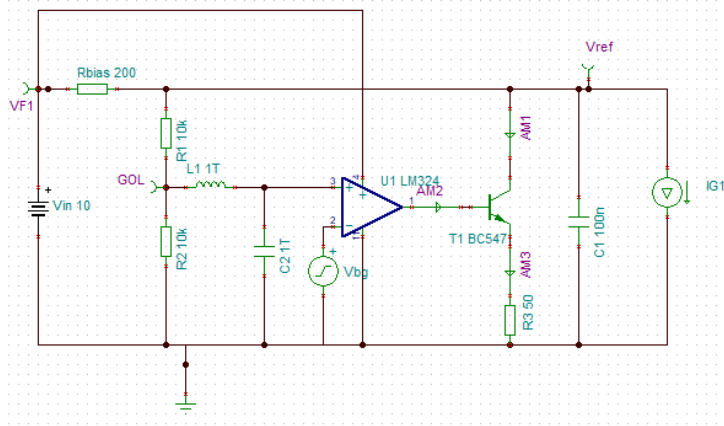 Vref
Rbias 200
VF1
R1 10k
AM1
L1 1T
GOL
3
4
U1 LM324
AM2
1
IG1
Vin 10
+
+
+
2
-
11
T1 BC547
C1 100n
R2 10k
C2 1T
+
Vbg
AM3
R3 50